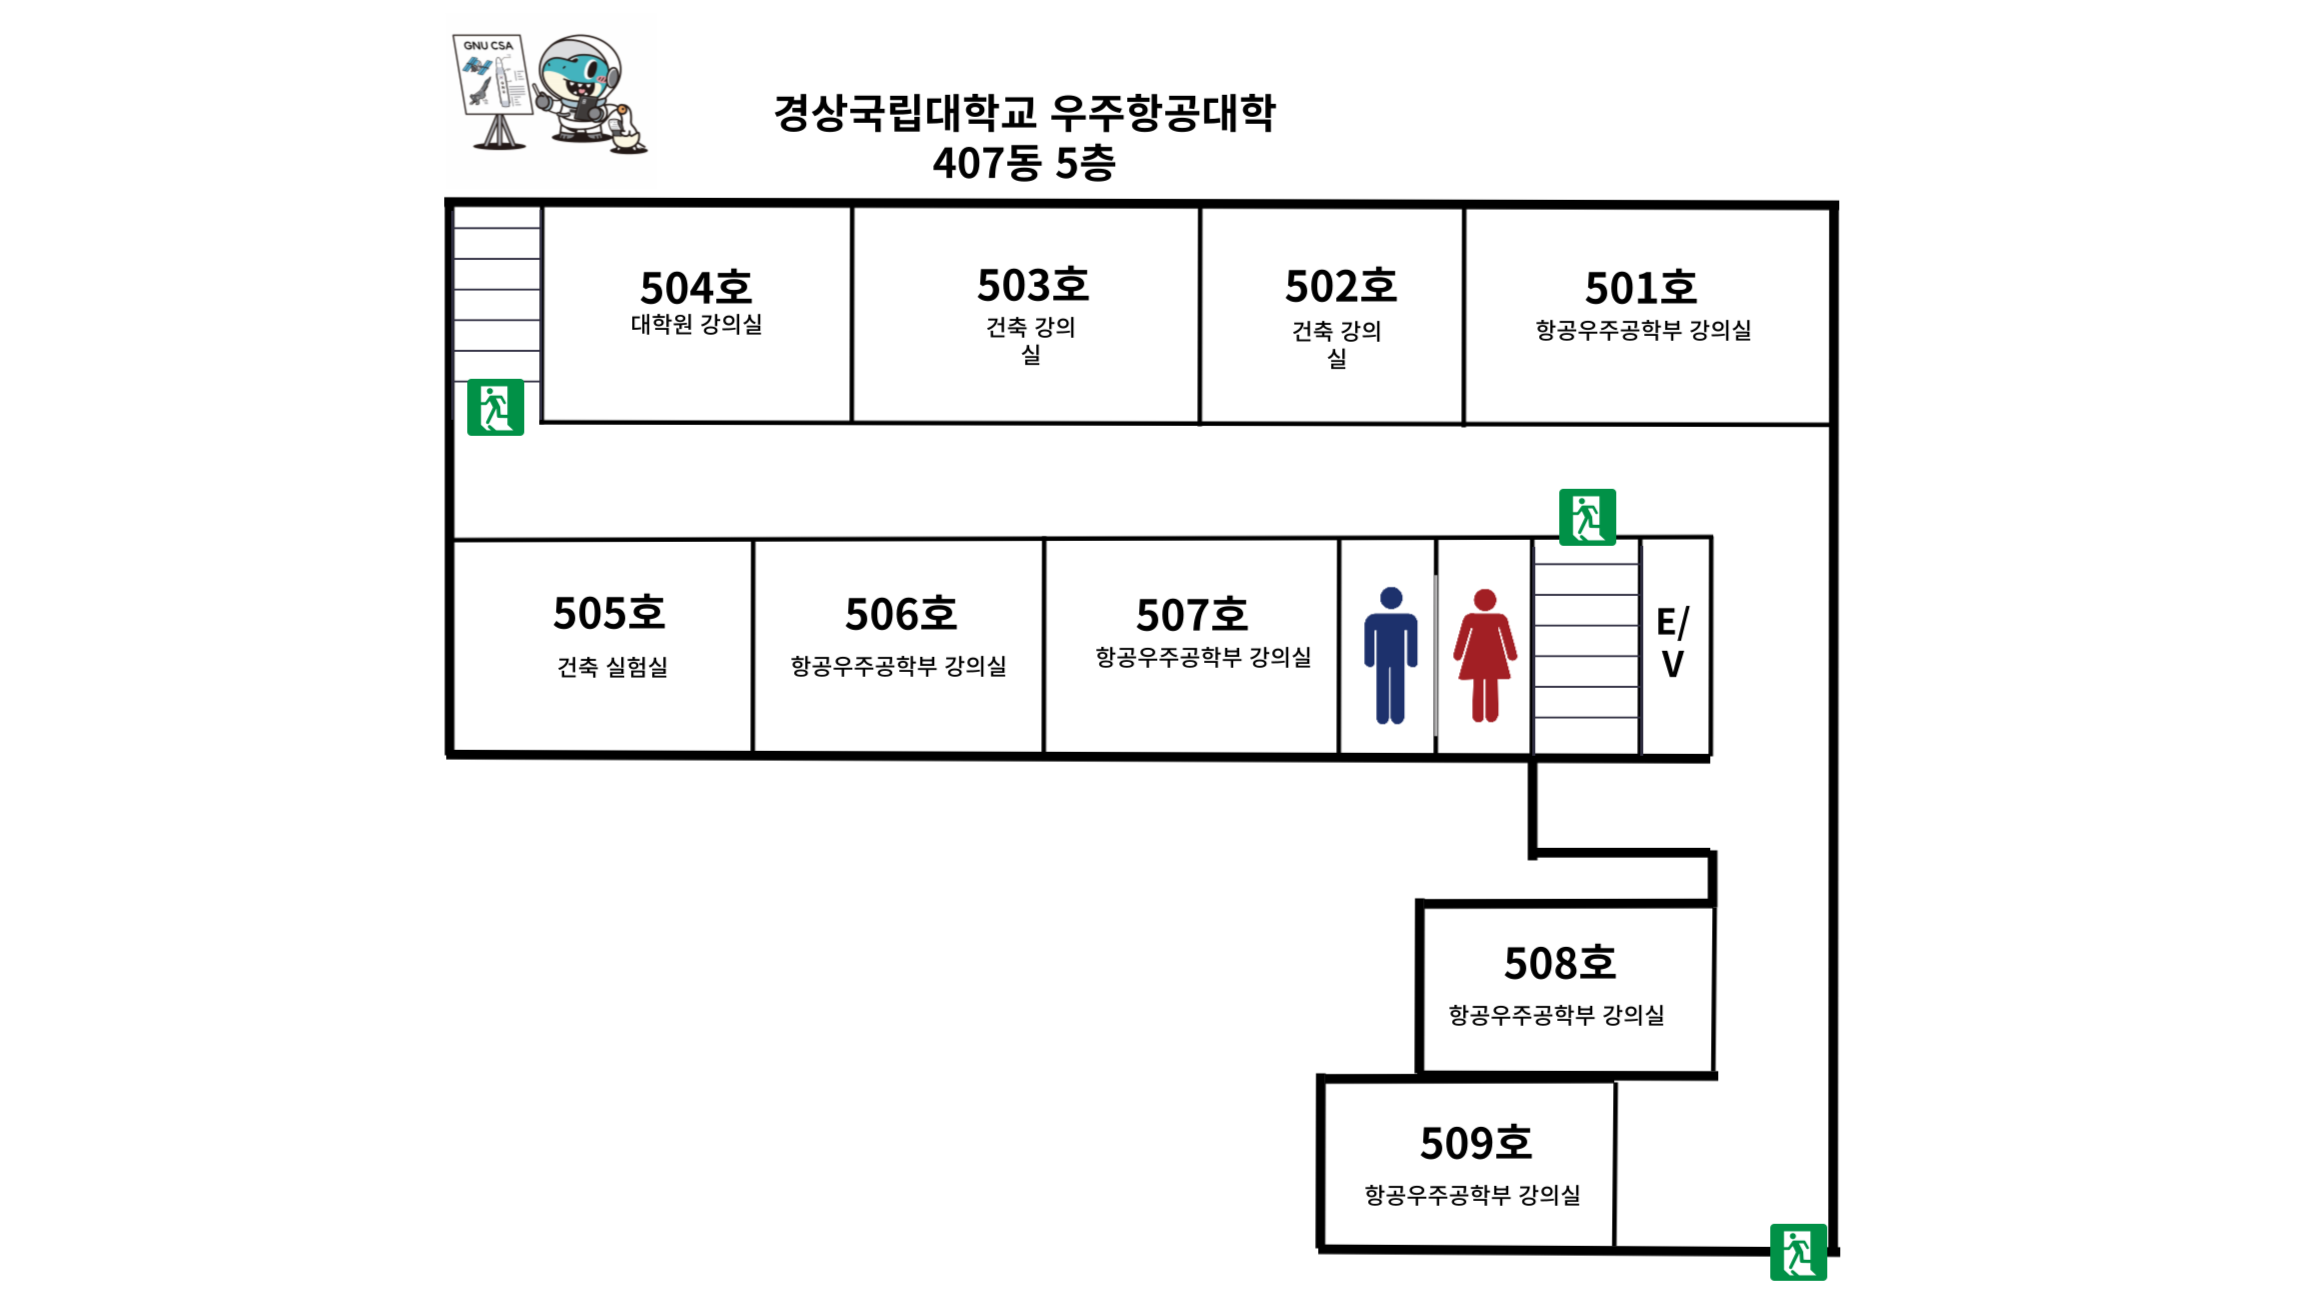 GNU CSA
경상국립대학교 우주항공대학
407동 5층
504호
대학원 강의실
503호
건축 강의
실
502호
건축 강의
실
501호
항공우주공학부 강의실
505호
건축 실험실
506호
항공우주공학부 강의실
507호
항공우주공학부 강의실
E/
V
508호
항공우주공학부 강의실
509호
항공우주공학부 강의실